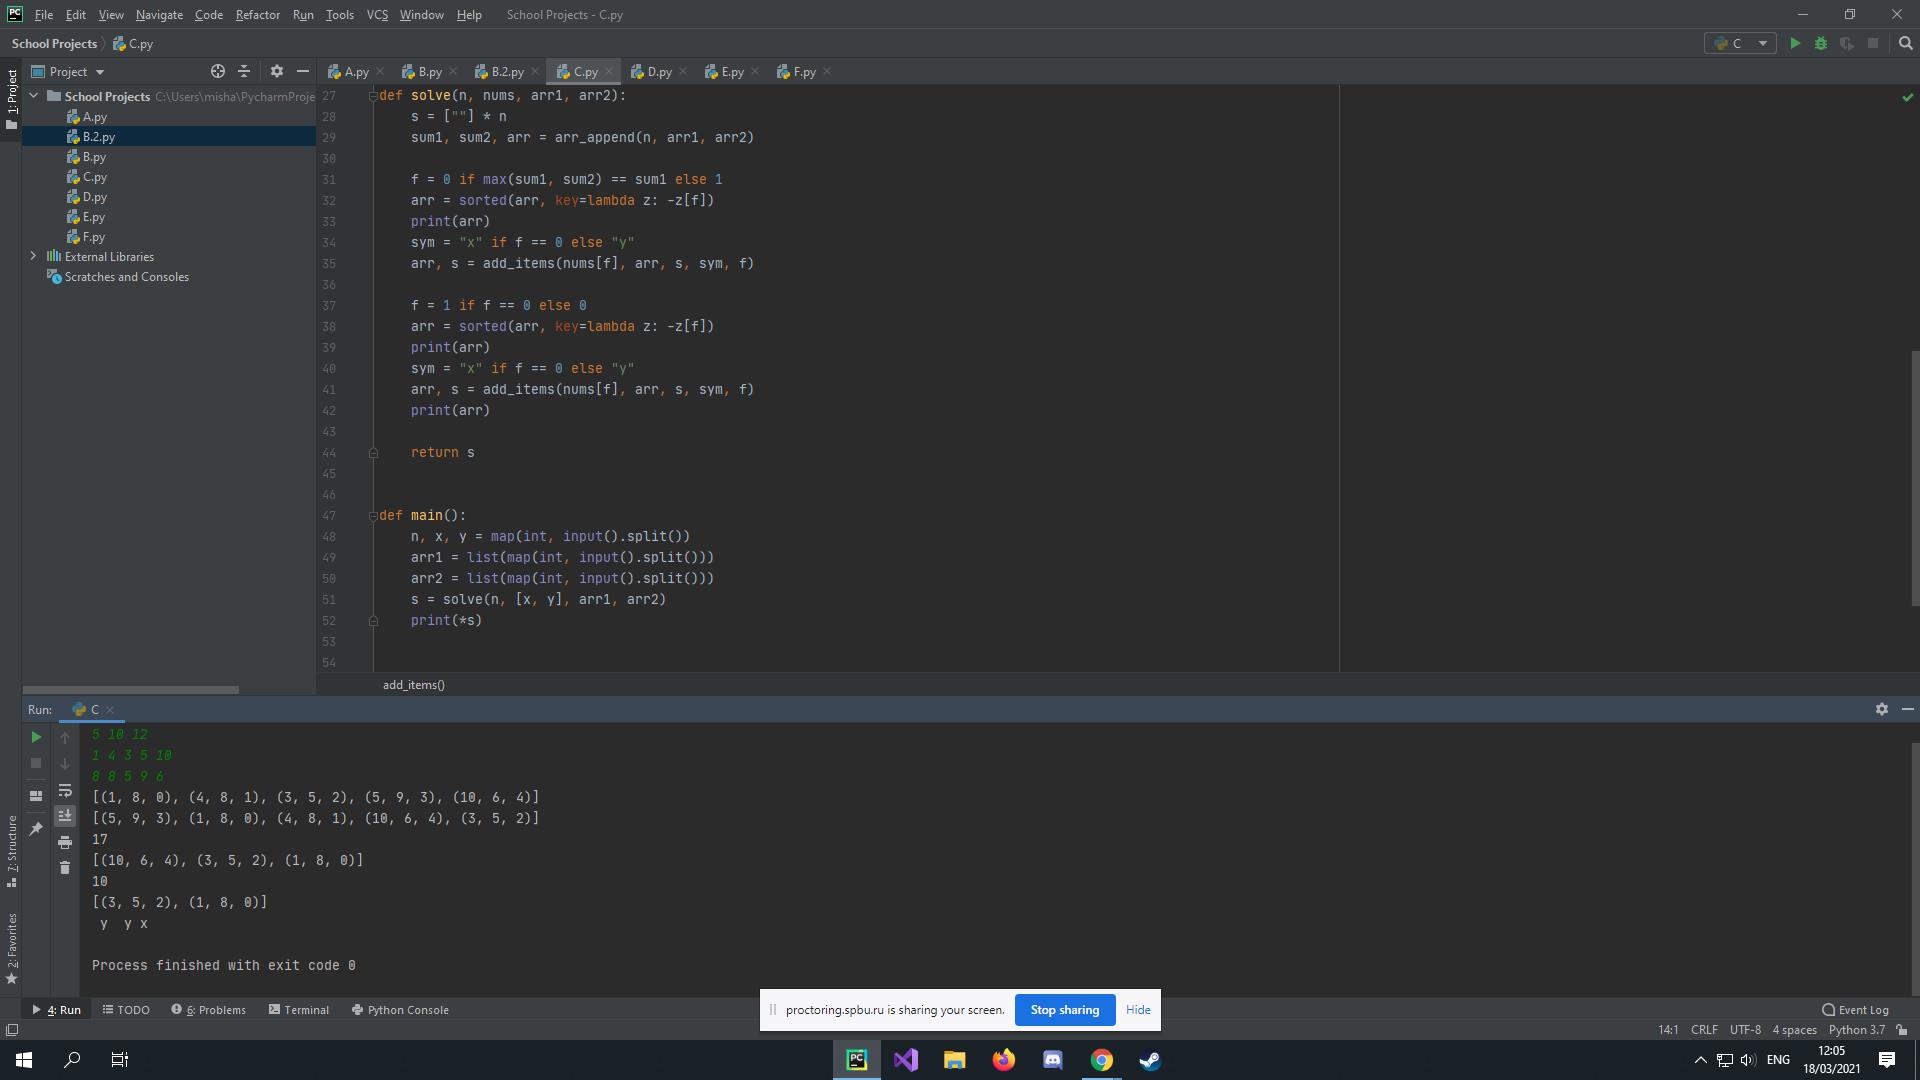 File Edit View Navigate Code Refactor Run Tools VCS Window Help School Projects - C.py
School Projects C.py C
Project A.py B.py B.2.py C.py D.py E.py F.py
1: Project
School Projects C:\Users\misha\PycharmProje
A.py
B.2.py
B.py
C.py
D.py
E.py
F.py
External Libraries
Scratches and Consoles
27 def solve(n, nums, arr1, arr2):
28 s = [""] * n
29 sum1, sum2, arr = arr_append(n, arr1, arr2)
30
31 f = 0 if max(sum1, sum2) == sum1 else 1
32 arr = sorted(arr, key=lambda z: -z[f])
33 print(arr)
34 sym = "x" if f == 0 else "y"
35 arr, s = add_items(nums[f], arr, s, sym, f)
36
37 f = 1 if f == 0 else 0
38 arr = sorted(arr, key=lambda z: -z[f])
39 print(arr)
40 sym = "x" if f == 0 else "y"
41 arr, s = add_items(nums[f], arr, s, sym, f)
42 print(arr)
43
44 return s
45
46
47 def main():
48 n, x, y = map(int, input().split())
49 arr1 = list(map(int, input().split()))
50 arr2 = list(map(int, input().split()))
51 s = solve(n, [x, y], arr1, arr2)
52 print(*s)
53
54
add_items()
Run: C
5 10 12
1 4 3 5 10
8 8 5 9 6
[(1, 8, 0), (4, 8, 1), (3, 5, 2), (5, 9, 3), (10, 6, 4)]
[(5, 9, 3), (1, 8, 0), (4, 8, 1), (10, 6, 4), (3, 5, 2)]
17
[(10, 6, 4), (3, 5, 2), (1, 8, 0)]
10
[(3, 5, 2), (1, 8, 0)]
y  y x
Process finished with exit code 0
7: Structure
2: Favorites
proctoring.spbu.ru is sharing your screen. Stop sharing Hide
4: Run TODO 6: Problems Terminal Python Console Event Log
14:1 CRLF UTF-8 4 spaces Python 3.7
PC
ENG
12:05
18/03/2021